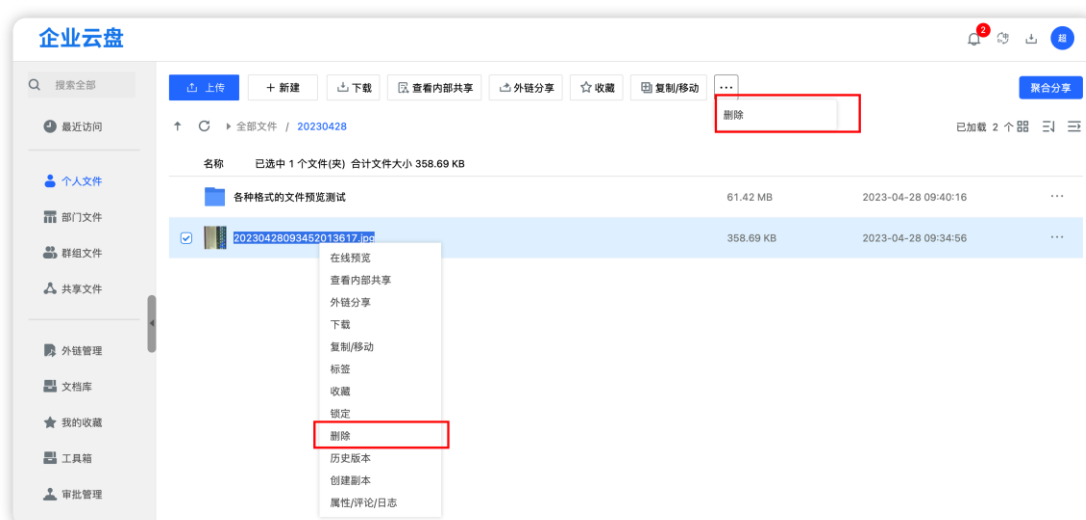 企业云盘
2
超
搜索全部
上传 新建 下载 查看内部共享 外链分享 收藏 复制/移动 ... 聚合分享
删除
最近访问
全部文件 / 20230428
已加载 2 个
名称 已选中 1 个文件(夹) 合计文件大小 358.69 KB
个人文件
各种格式的文件预览测试 61.42 MB 2023-04-28 09:40:16 ...
部门文件
20230428093452013617.jpg 358.69 KB 2023-04-28 09:34:56 ...
群组文件
共享文件
外链管理
文档库
我的收藏
工具箱
审批管理
在线预览
查看内部共享
外链分享
下载
复制/移动
标签
收藏
锁定
删除
历史版本
创建副本
属性/评论/日志